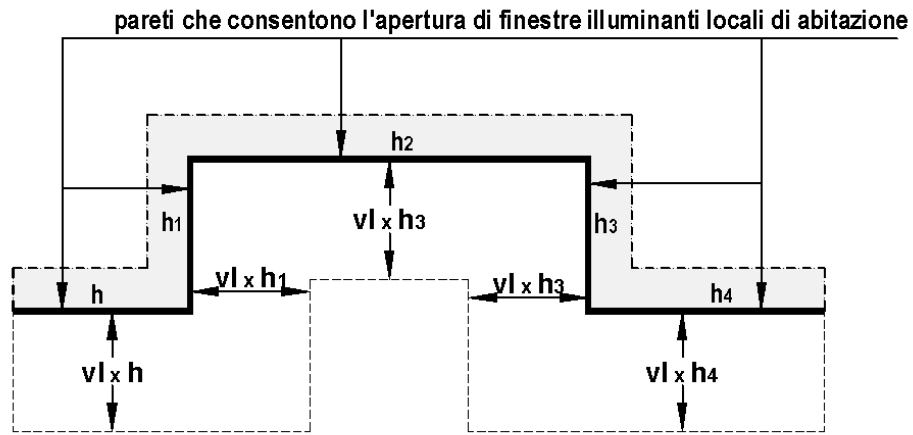 pareti che consentono l'apertura di finestre illuminanti locali di abitazione
h2
h1
vl x h3
h3
vl x h1
vl x h3
h
h4
vl x h
vl x h4